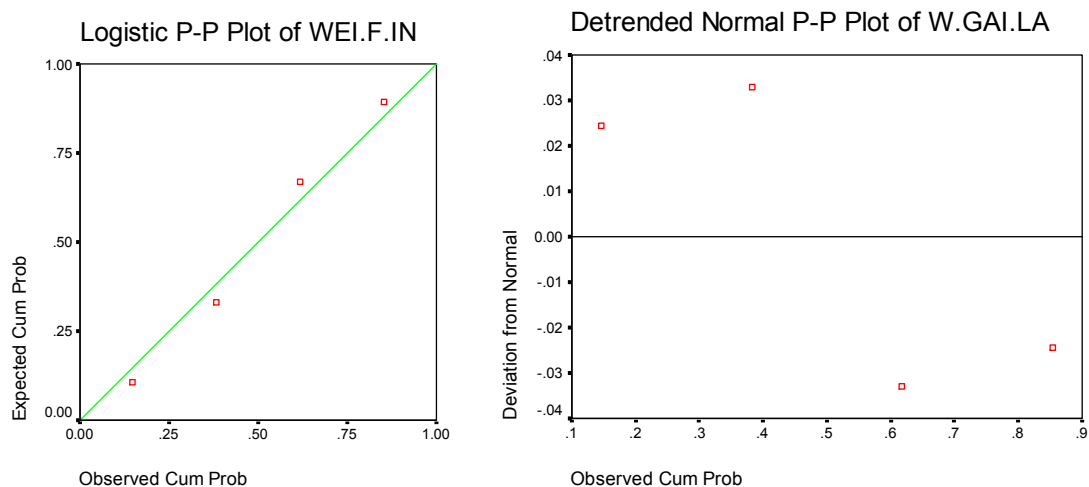 Logistic P-P Plot of WEI.F.IN
Expected Cum Prob
1.00
.75
.50
.25
0.00
0.00 .25 .50 .75 1.00
Observed Cum Prob
Detrended Normal P-P Plot of W.GAI.LA
Deviation from Normal
.04
.03
.02
.01
0.00
-.01
-.02
-.03
-.04
.1 .2 .3 .4 .5 .6 .7 .8 .9
Observed Cum Prob